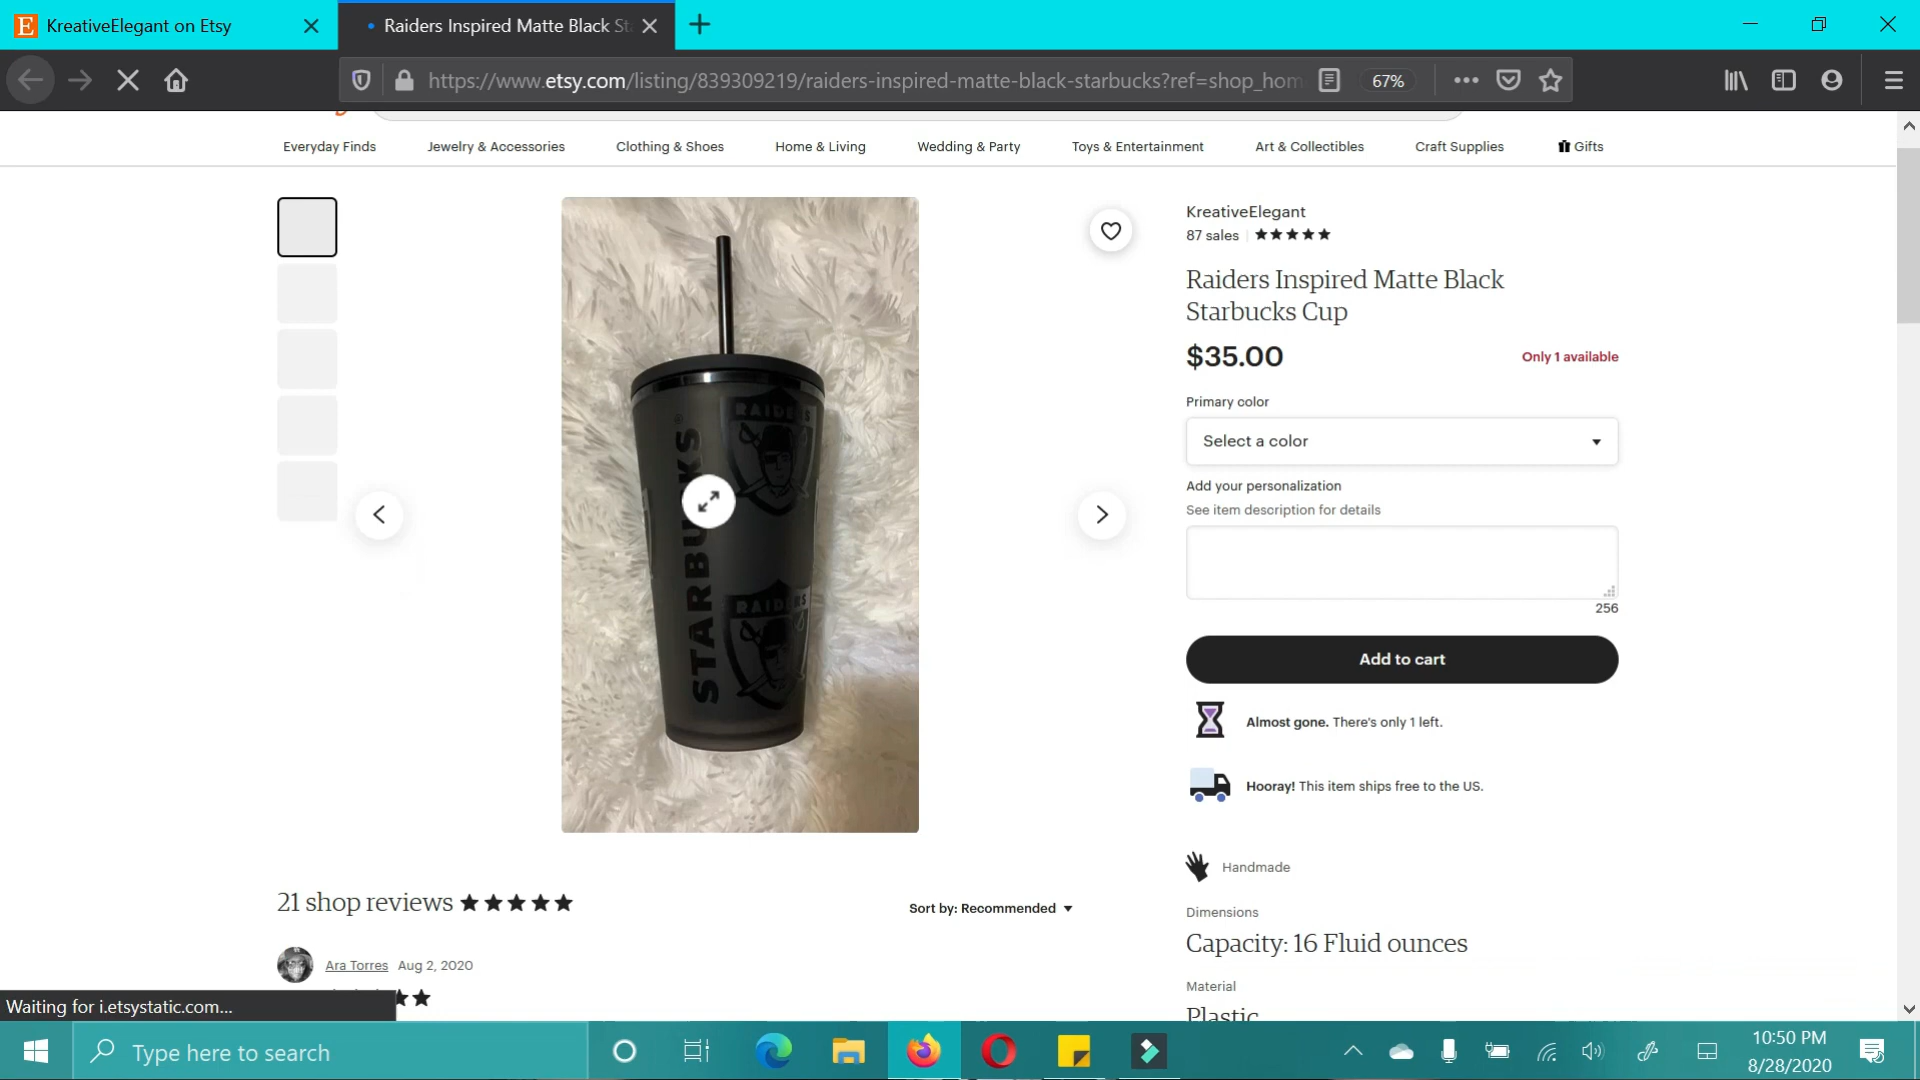 KreativeElegant on Etsy
Raiders Inspired Matte Black St
https://www.etsy.com/listing/839309219/raiders-inspired-matte-black-starbucks?ref=shop_hom
67%
Everyday Finds
Jewelry & Accessories
Clothing & Shoes
Home & Living
Wedding & Party
Toys & Entertainment
Art & Collectibles
Craft Supplies
Gifts
KreativeElegant
87 sales
Raiders Inspired Matte Black
Starbucks Cup
$35.00
Only 1 available
Primary color
Select a color
Add your personalization
See item description for details
256
Add to cart
Almost gone. There's only 1 left.
Hooray! This item ships free to the US.
Handmade
Dimensions
Capacity: 16 Fluid ounces
Material
Plastic
RAIDERS
STARBUCKS
RAIDERS
21 shop reviews
Sort by: Recommended
Ara Torres Aug 2, 2020
Waiting for i.etsystatic.com...
Type here to search
10:50 PM
8/28/2020